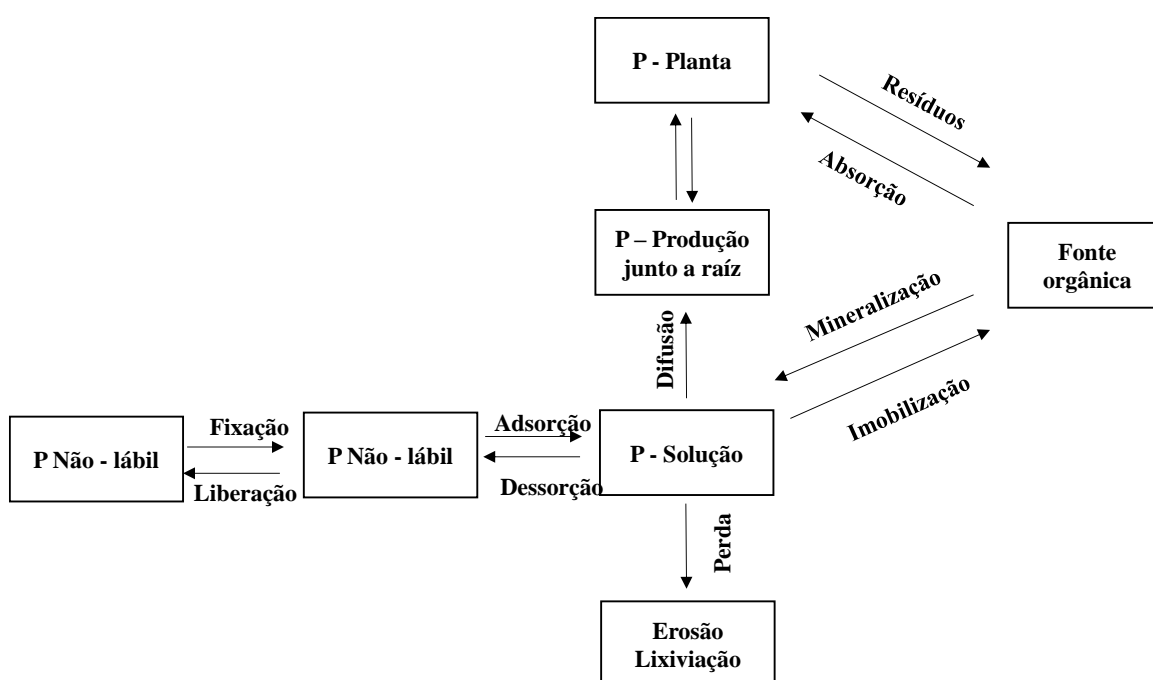 P - Planta
Resíduos
Absorção
P – Produção
junto a raíz
Fonte
orgânica
Mineralização
Imobilização
Difusão
P Não - lábil
Fixação
Liberação
P Não - lábil
Adsorção
Dessorção
P - Solução
Perda
Erosão
Lixiviação